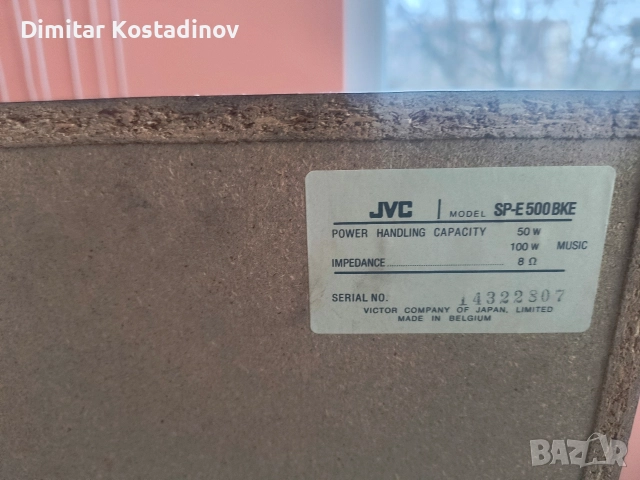 Dimitar Kostadinov
JVC | MODEL SP-E500BKE
POWER HANDLING CAPACITY 50 W
100 W MUSIC
IMPEDANCE 8 Ω
SERIAL NO. 14322807
VICTOR COMPANY OF JAPAN, LIMITED
MADE IN BELGIUM
BAZAR